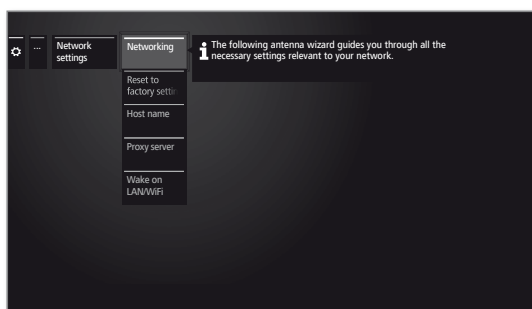 ...
Network
settings
Networking
The following antenna wizard guides you through all the
necessary settings relevant to your network.
Reset to
factory settin
Host name
Proxy server
Wake on
LAN/WiFi